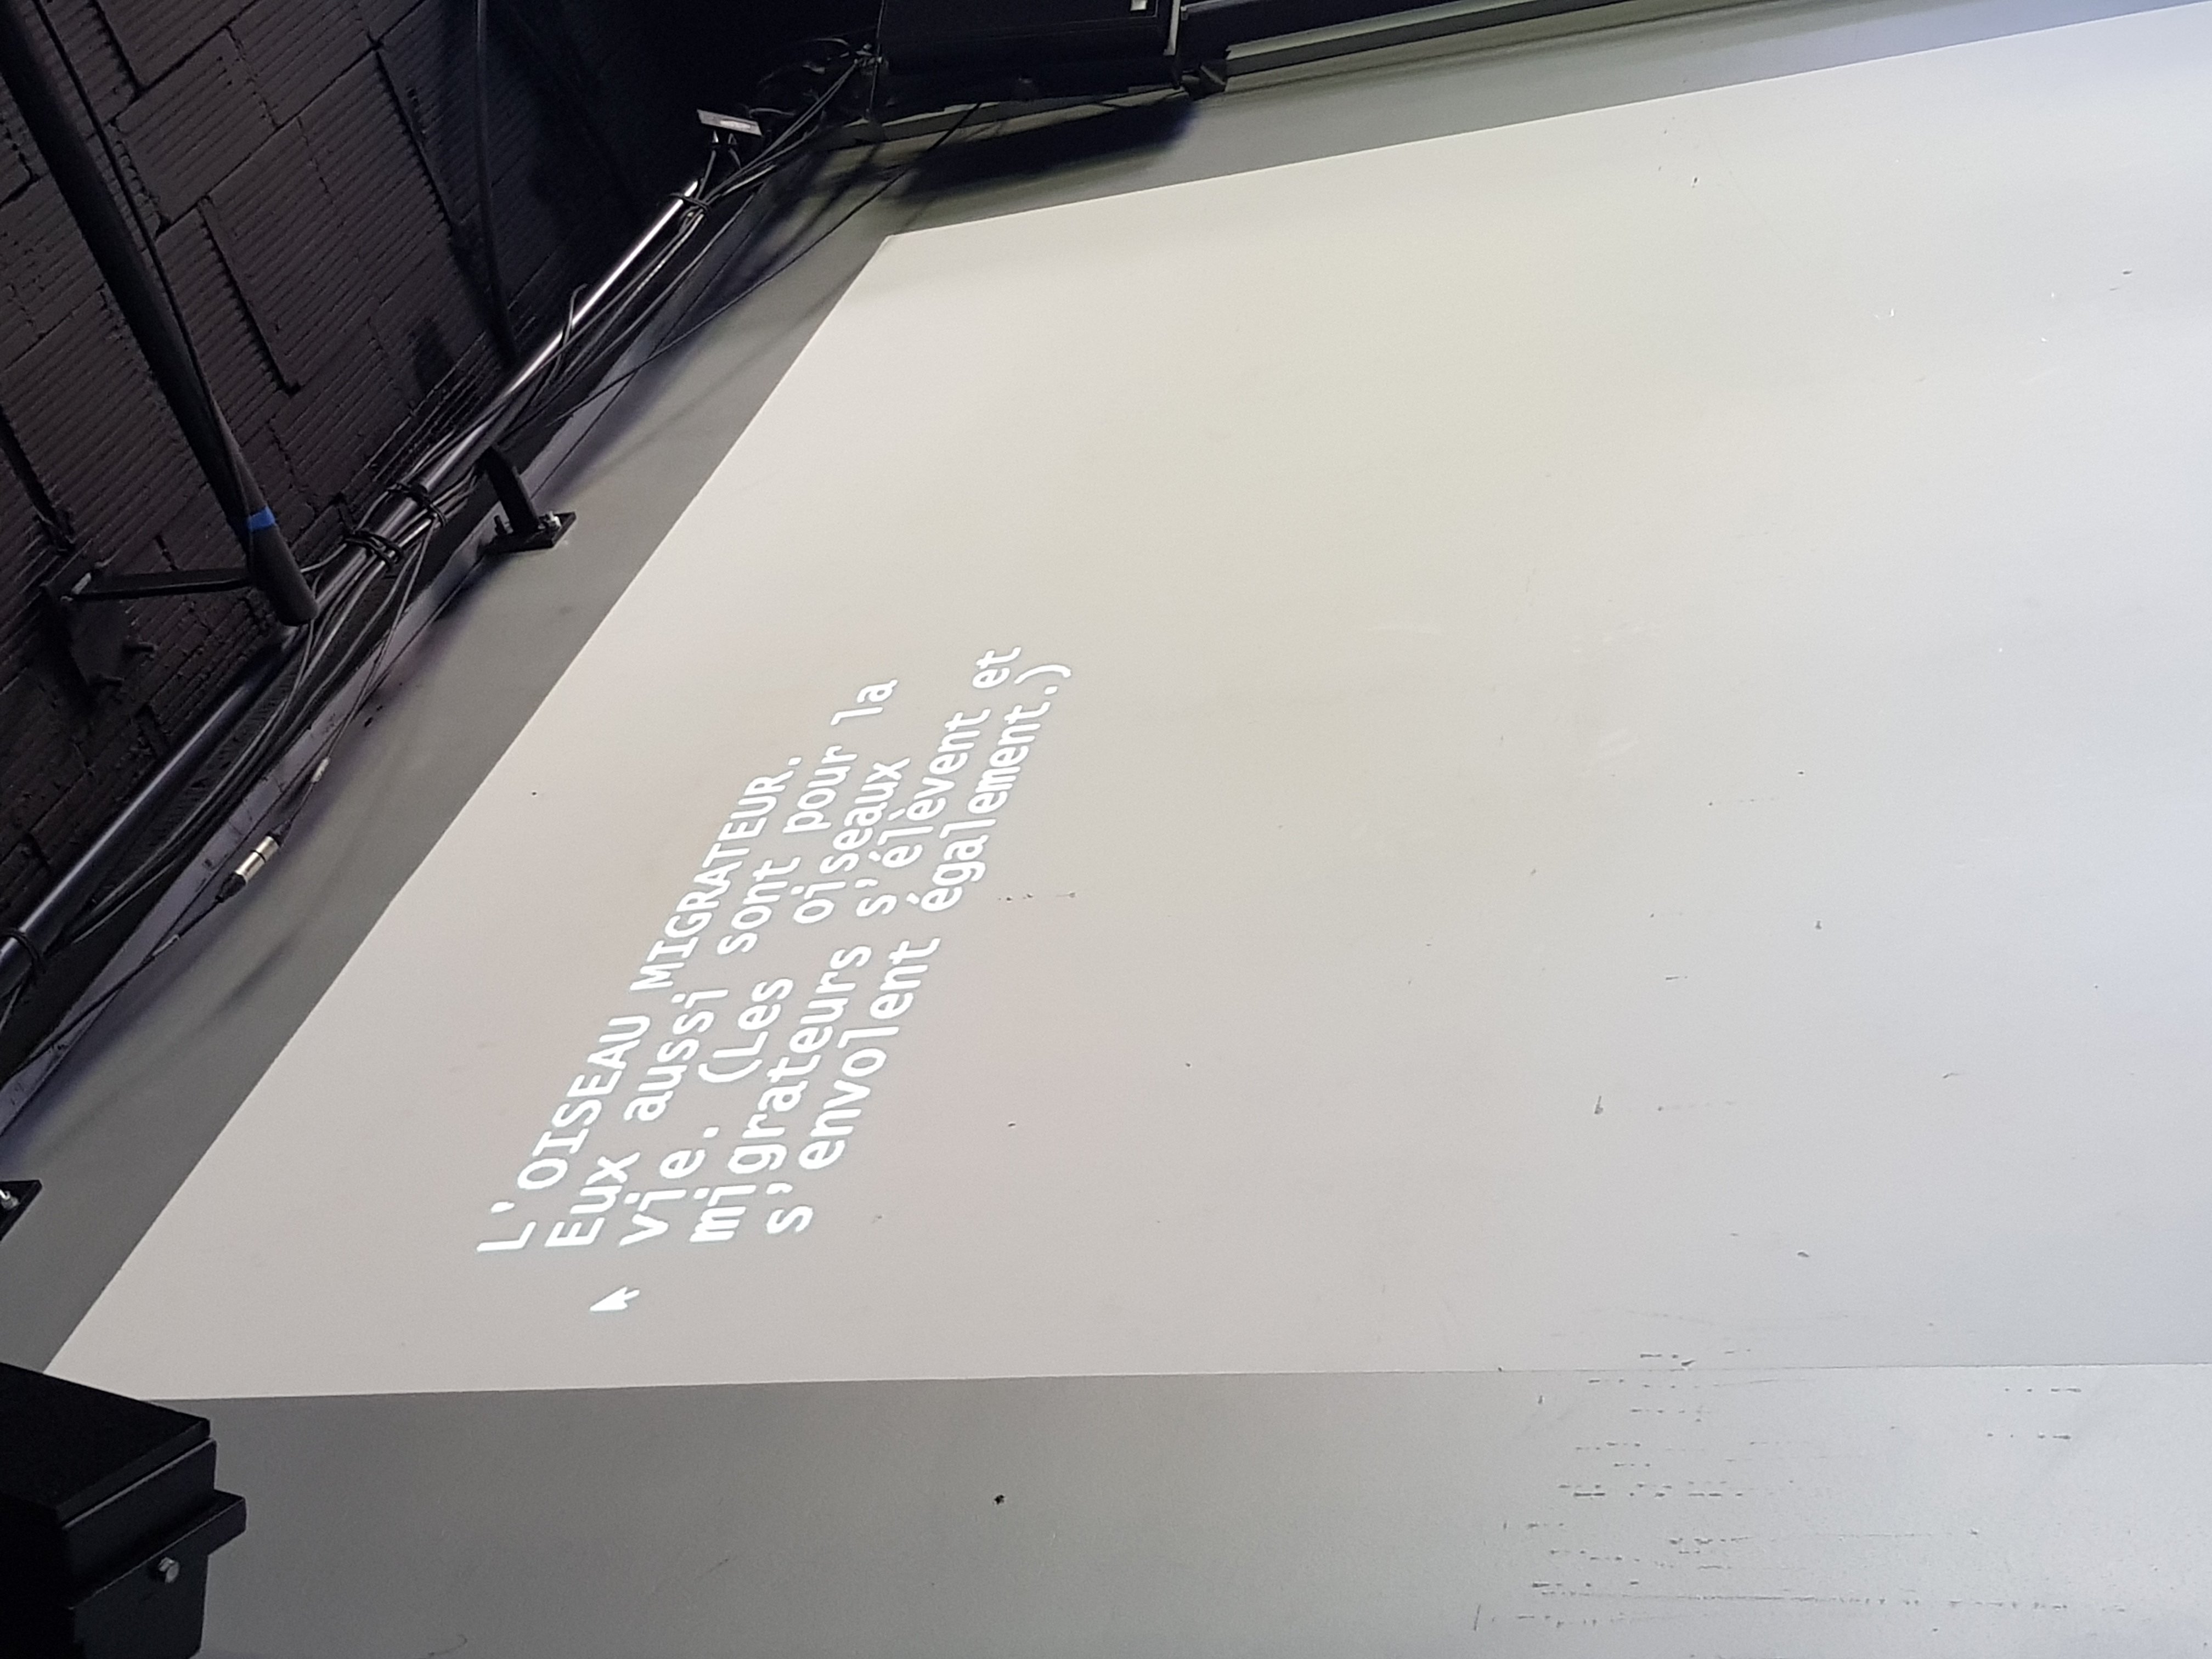 L'OISEAU MIGRATEUR.
Eux aussi sont pour la
vie. (Les oiseaux
migrateurs s’élèvent et
s’envolent également.)